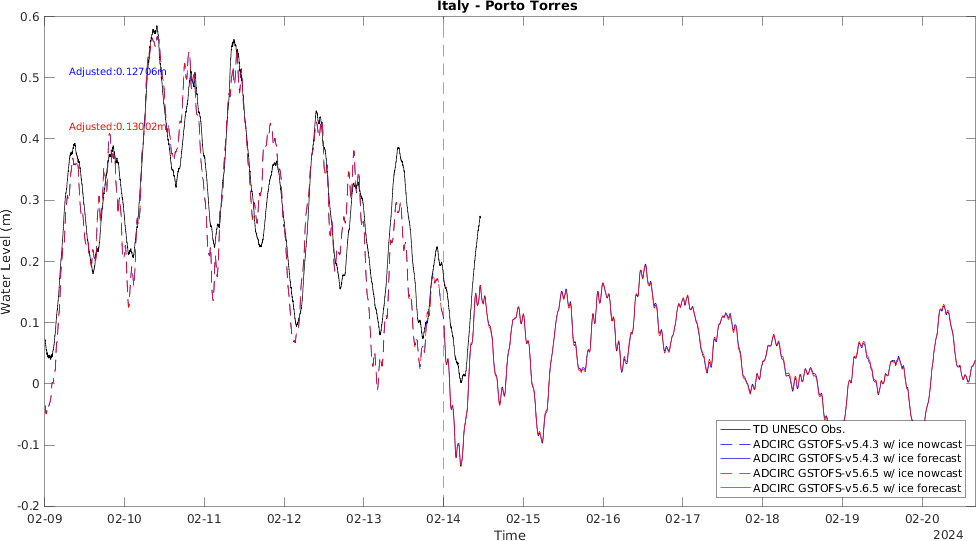 Italy - Porto Torres
0.6
0.5
0.4
0.3
0.2
0.1
0
-0.1
-0.2
Water Level (m)
Adjusted:0.12706m
Adjusted:0.13002m
TD UNESCO Obs.
ADCIRC GSTOFS-v5.4.3 w/ ice nowcast
ADCIRC GSTOFS-v5.4.3 w/ ice forecast
ADCIRC GSTOFS-v5.6.5 w/ ice nowcast
ADCIRC GSTOFS-v5.6.5 w/ ice forecast
02-09 02-10 02-11 02-12 02-13 02-14 02-15 02-16 02-17 02-18 02-19 02-20
Time
2024